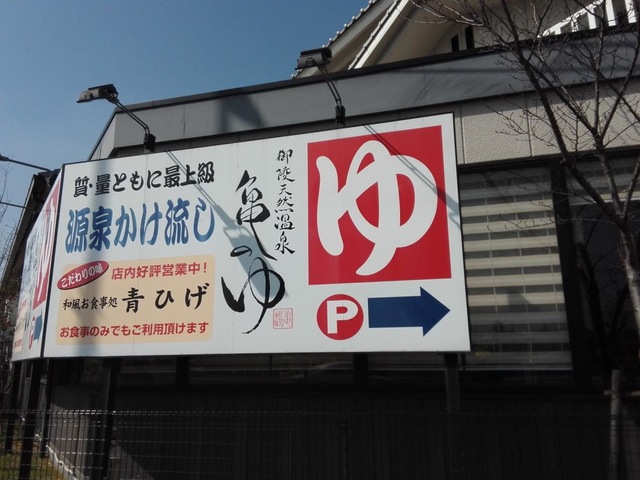 質・量ともに最上級
源泉かけ流し
こだわりの味
店内好評営業中!
和風お食事処 青ひげ
お食事のみでもご利用頂けます
御陵天然温泉
亀のゆ
ゆ
P